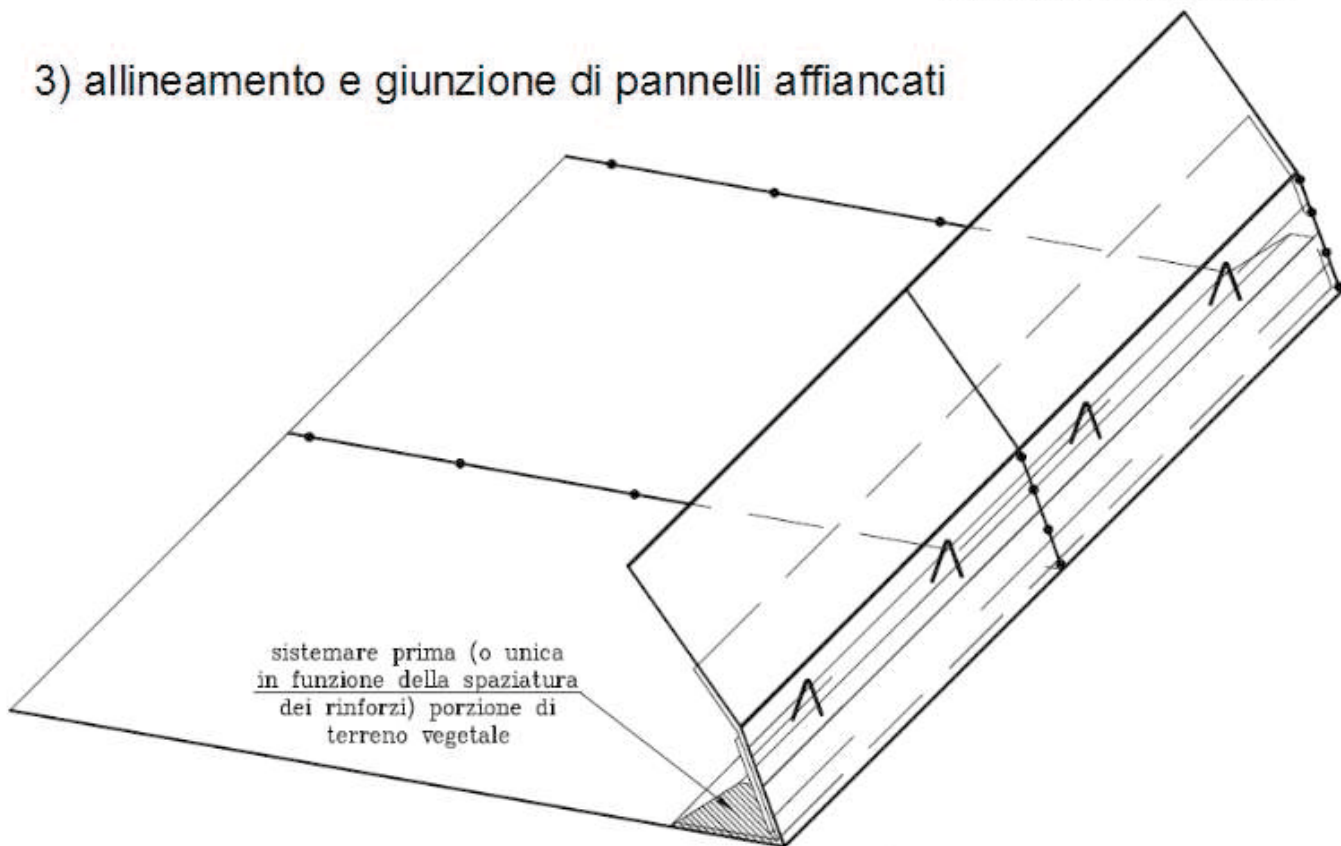 3) allineamento e giunzione di pannelli affiancati
sistemare prima (o unica
in funzione della spaziatura
dei rinforzi) porzione di
terreno vegetale